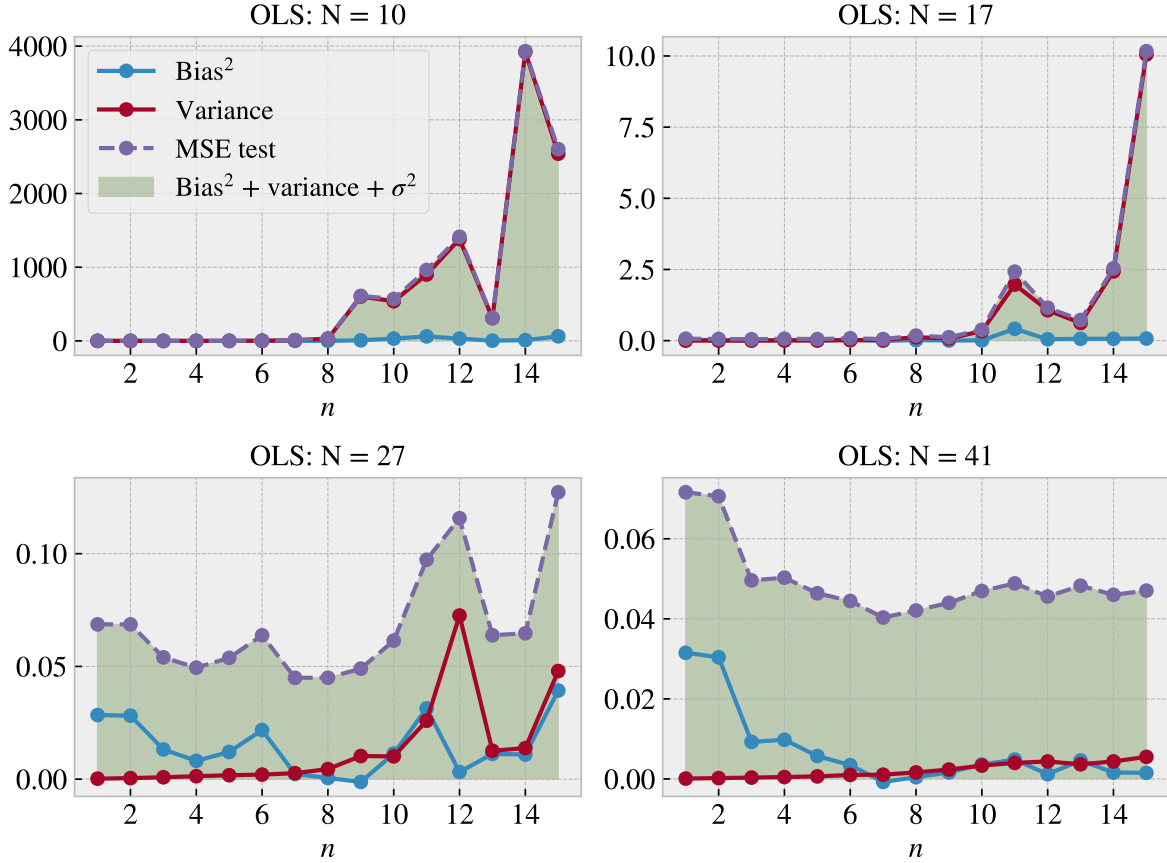 OLS: N = 10
4000
3000
2000
1000
0
Bias²
Variance
MSE test
Bias² + variance + σ²
2 4 6 8 10 12 14
n
OLS: N = 17
10.0
7.5
5.0
2.5
0.0
2 4 6 8 10 12 14
n
OLS: N = 27
0.10
0.05
0.00
2 4 6 8 10 12 14
n
OLS: N = 41
0.06
0.04
0.02
0.00
2 4 6 8 10 12 14
n